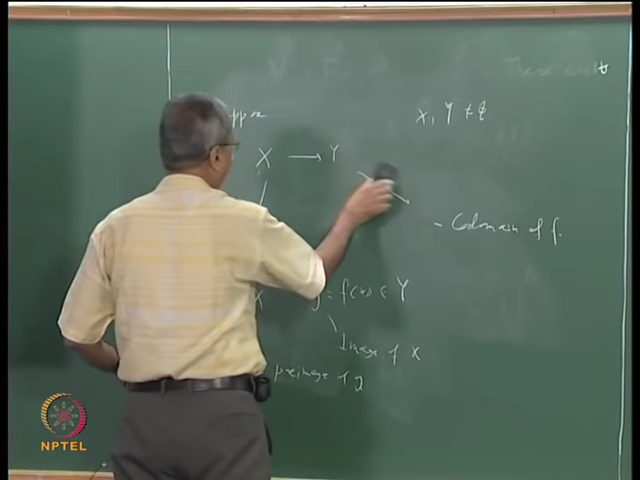 X, Y ≠ ∅
X → Y
- Codomain of f.
y = f(x) ∈ Y
Image of x
preimage of y
NPTEL